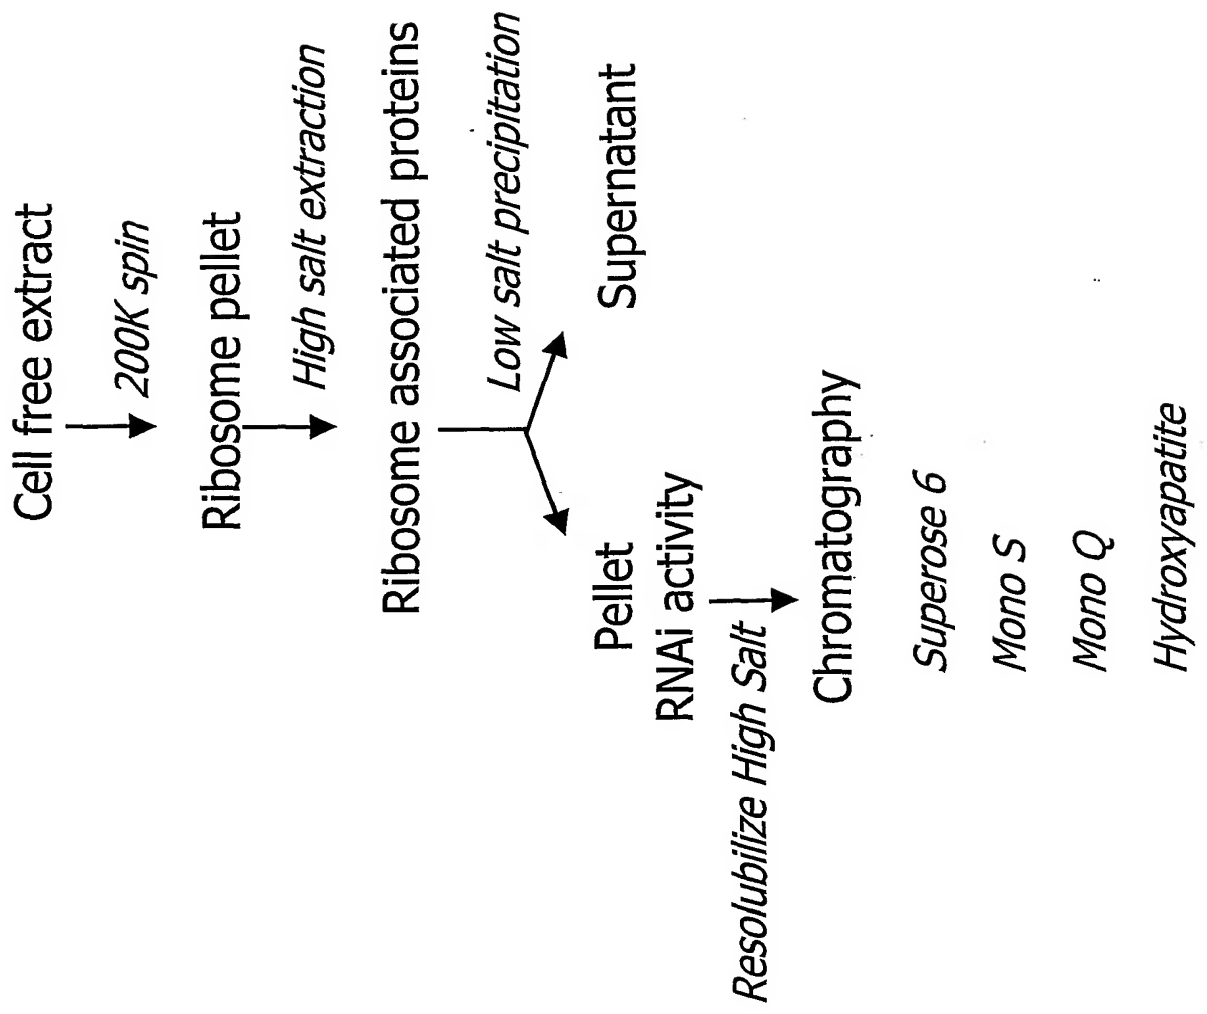 Cell free extract
200K spin
Ribosome pellet
High salt extraction
Ribosome associated proteins
Low salt precipitation
Pellet
RNAi activity
Supernatant
Resolubilize High Salt
Chromatography
Superose 6
Mono S
Mono Q
Hydroxyapatite